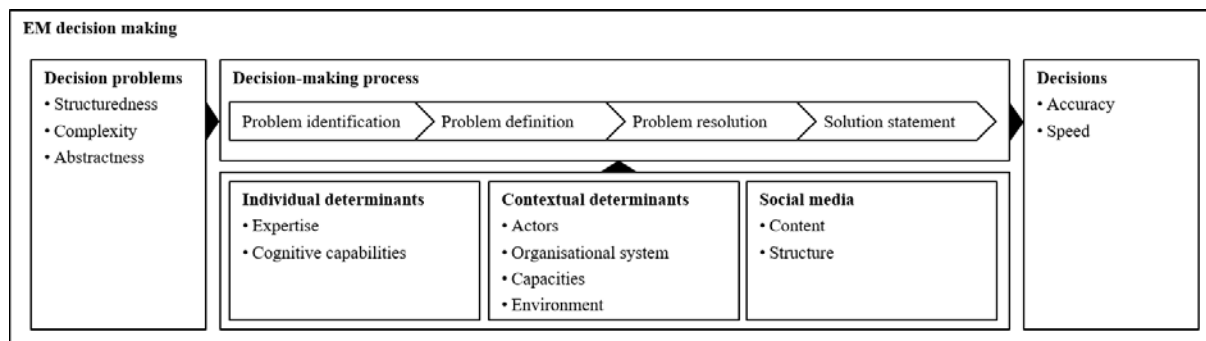 EM decision making
Decision problems
• Structuredness
• Complexity
• Abstractness
Decision-making process
Problem identification
Problem definition
Problem resolution
Solution statement
Individual determinants
• Expertise
• Cognitive capabilities
Contextual determinants
• Actors
• Organisational system
• Capacities
• Environment
Social media
• Content
• Structure
Decisions
• Accuracy
• Speed